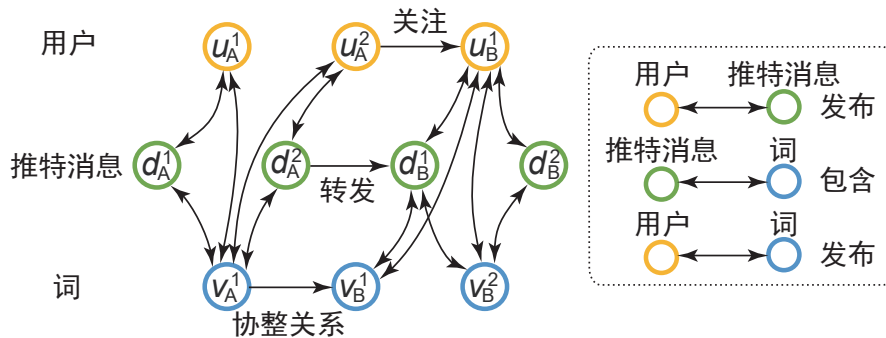 用户
u_A^1
u_A^2
关注
u_B^1
推特消息
d_A^1
d_A^2
转发
d_B^1
d_B^2
词
v_A^1
协整关系
v_B^1
v_B^2
用户
推特消息
发布
推特消息
词
包含
用户
词
发布